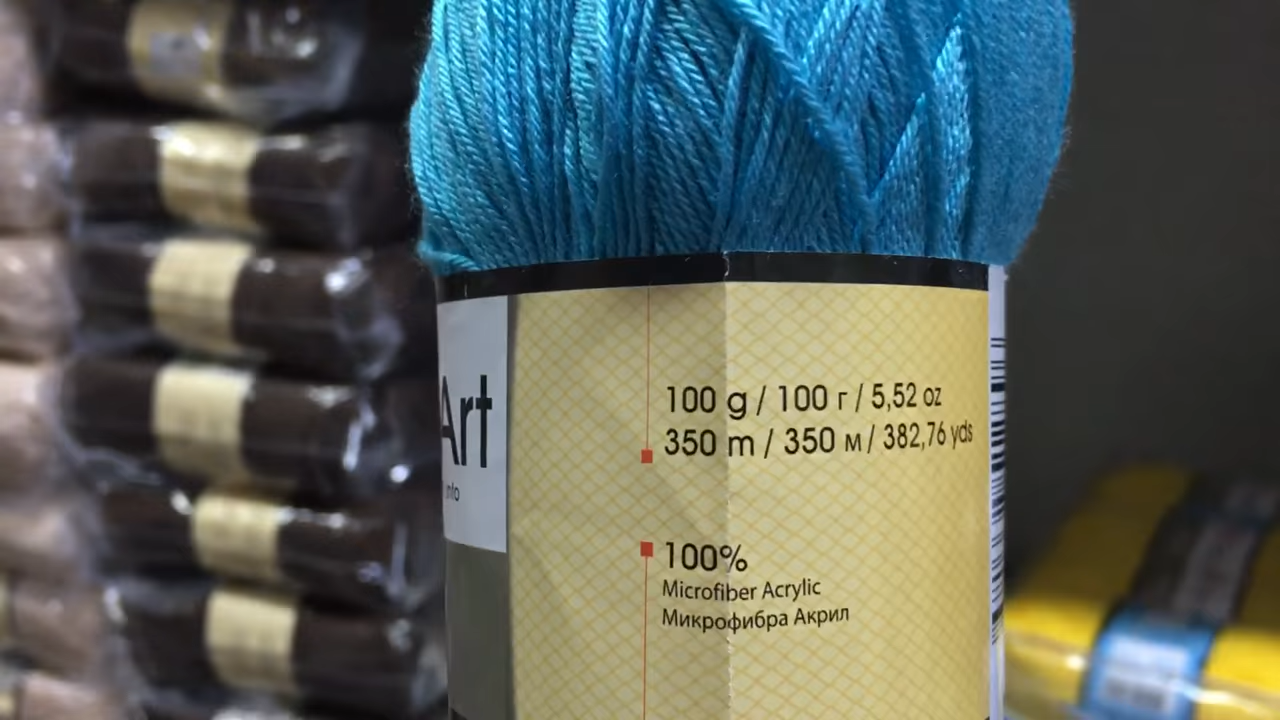 Art
100 g / 100 г / 5,52 oz
350 m / 350 м / 382,76 yds
100%
Microfiber Acrylic
Микрофибра Акрил